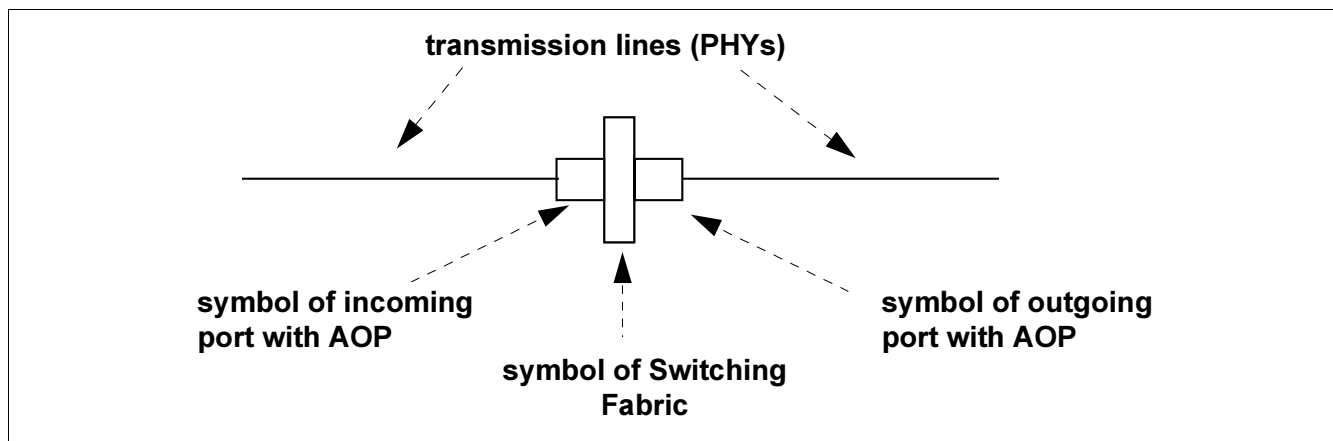 transmission lines (PHYs)
symbol of incoming
port with AOP
symbol of outgoing
port with AOP
symbol of Switching
Fabric